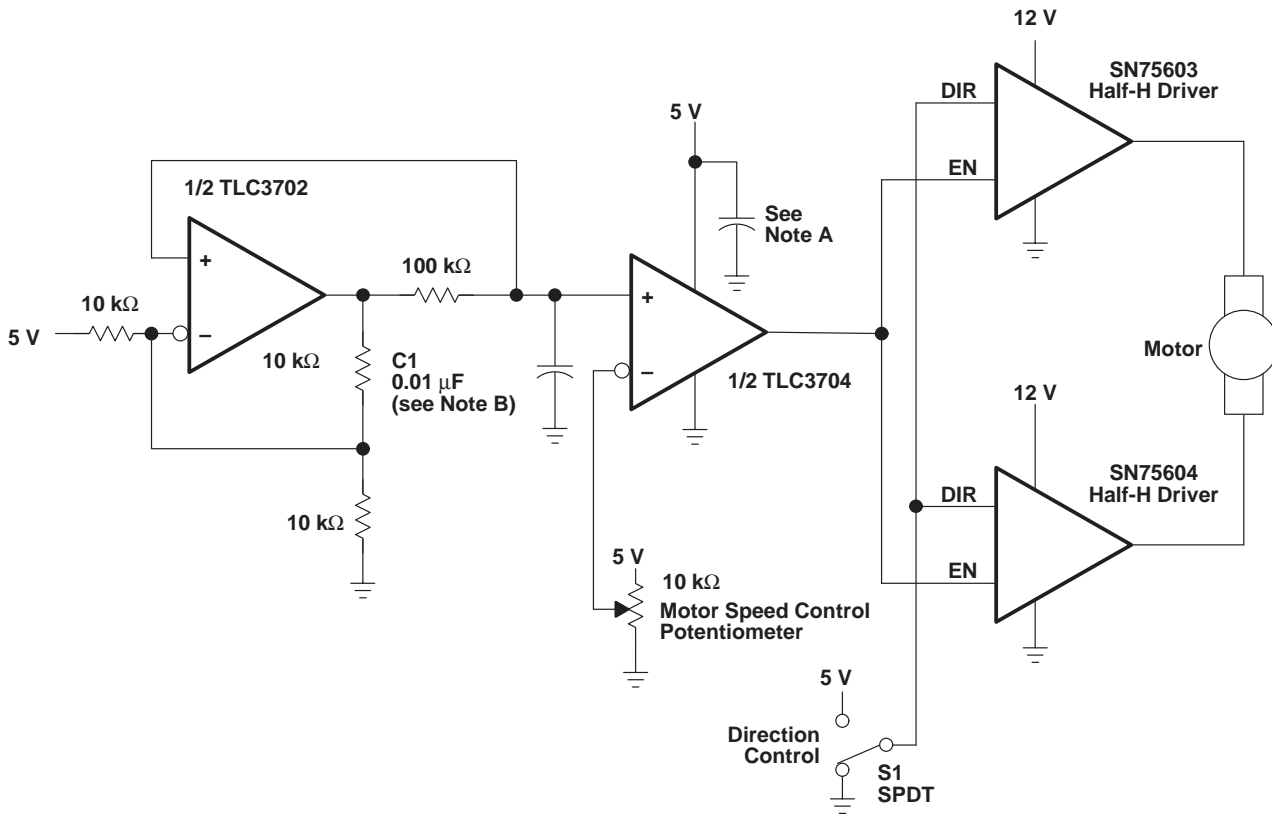 12 V
SN75603
Half-H Driver
DIR
EN
5 V
See
Note A
1/2 TLC3702
+
−
100 kΩ
10 kΩ
5 V
10 kΩ
C1
0.01 μF
(see Note B)
10 kΩ
+
−
1/2 TLC3704
Motor
12 V
SN75604
Half-H Driver
DIR
EN
5 V
10 kΩ
Motor Speed Control
Potentiometer
5 V
Direction
Control
S1
SPDT